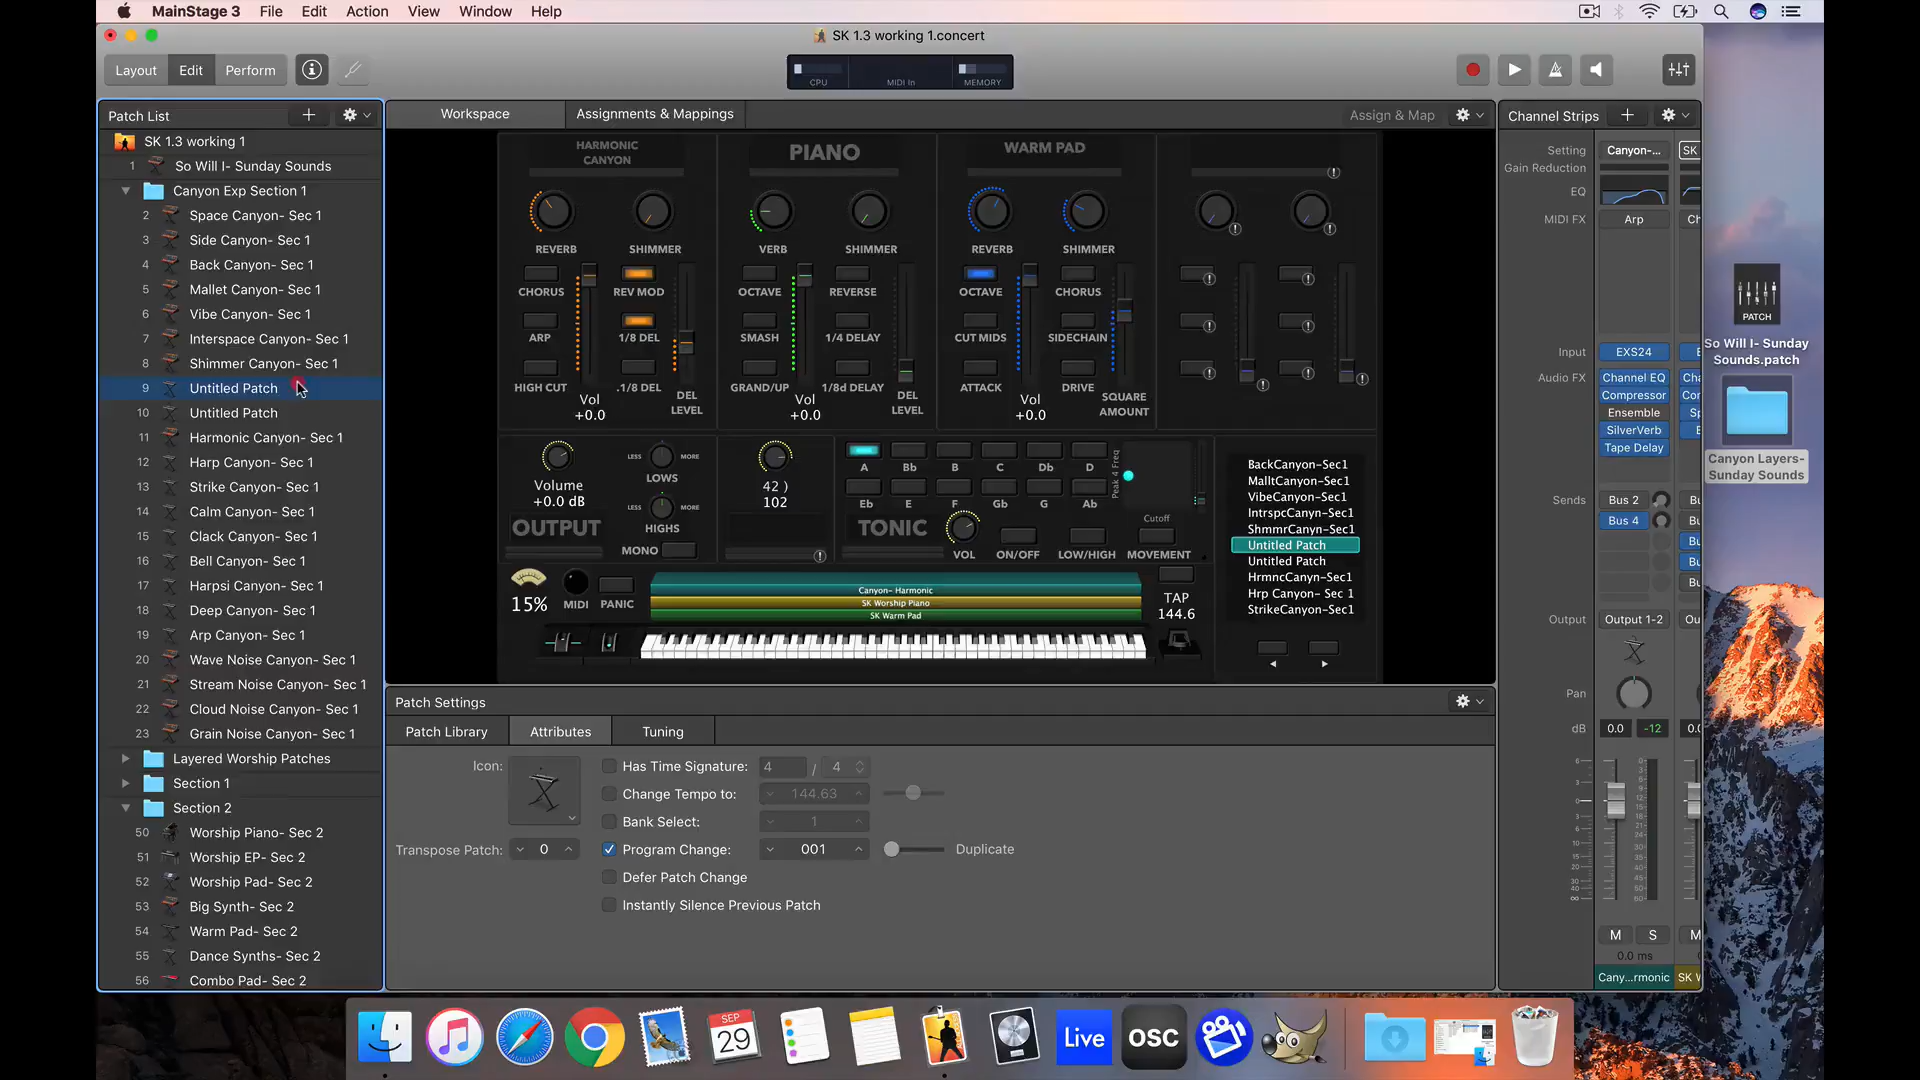 MainStage 3 File Edit Action View Window Help
SK 1.3 working 1.concert
Layout Edit Perform
CPU MIDI In MEMORY
Patch List
SK 1.3 working 1
1 So Will I- Sunday Sounds
Canyon Exp Section 1
2 Space Canyon- Sec 1
3 Side Canyon- Sec 1
4 Back Canyon- Sec 1
5 Mallet Canyon- Sec 1
6 Vibe Canyon- Sec 1
7 Interspace Canyon- Sec 1
8 Shimmer Canyon- Sec 1
9 Untitled Patch
10 Untitled Patch
11 Harmonic Canyon- Sec 1
12 Harp Canyon- Sec 1
13 Strike Canyon- Sec 1
14 Calm Canyon- Sec 1
15 Clack Canyon- Sec 1
16 Bell Canyon- Sec 1
17 Harpsi Canyon- Sec 1
18 Deep Canyon- Sec 1
19 Arp Canyon- Sec 1
20 Wave Noise Canyon- Sec 1
21 Stream Noise Canyon- Sec 1
22 Cloud Noise Canyon- Sec 1
23 Grain Noise Canyon- Sec 1
Layered Worship Patches
Section 1
Section 2
50 Worship Piano- Sec 2
51 Worship EP- Sec 2
52 Worship Pad- Sec 2
53 Big Synth- Sec 2
54 Warm Pad- Sec 2
55 Dance Synths- Sec 2
56 Combo Pad- Sec 2
Workspace Assignments & Mappings Assign & Map
HARMONIC
CANYON
REVERB SHIMMER
CHORUS REV MOD
ARP 1/8 DEL
HIGH CUT .1/8 DEL
Vol
+0.0
DEL
LEVEL
PIANO
VERB SHIMMER
OCTAVE REVERSE
SMASH 1/4 DELAY
GRAND/UP 1/8d DELAY
Vol
+0.0
DEL
LEVEL
WARM PAD
REVERB SHIMMER
OCTAVE CHORUS
CUT MIDS SIDECHAIN
ATTACK DRIVE
Vol
+0.0
SQUARE
AMOUNT
Volume
+0.0 dB
OUTPUT
LESS MORE
LOWS
LESS MORE
HIGHS
MONO
42 )
102
A Bb B C Db D
Eb E F Gb G Ab
TONIC
VOL ON/OFF LOW/HIGH MOVEMENT
Peak 4 Freq
Cutoff
BackCanyon-Sec1
MalltCanyon-Sec1
VibeCanyon-Sec1
IntrspcCanyon-Sec1
ShmmrCanyn-Sec1
Untitled Patch
Untitled Patch
HrmncCanyn-Sec1
Hrp Canyon- Sec 1
StrikeCanyon-Sec1
15% MIDI PANIC
Canyon- Harmonic
SK Worship Piano
SK Warm Pad
TAP
144.6
Patch Settings
Patch Library Attributes Tuning
Icon:
Transpose Patch: 0
Has Time Signature: 4 / 4
Change Tempo to: 144.63
Bank Select: 1
Program Change: 001 Duplicate
Defer Patch Change
Instantly Silence Previous Patch
Channel Strips
Setting Canyon-... SK
Gain Reduction
EQ
MIDI FX Arp
Input EXS24
Audio FX Channel EQ
Compressor
Ensemble
SilverVerb
Tape Delay
Sends Bus 2
Bus 4
Output Output 1-2
Pan
dB 0.0 -12
M S
0.0 ms
Cany...rmonic
PATCH
So Will I- Sunday
Sounds.patch
Canyon Layers-
Sunday Sounds
SEP
29
Live
OSC